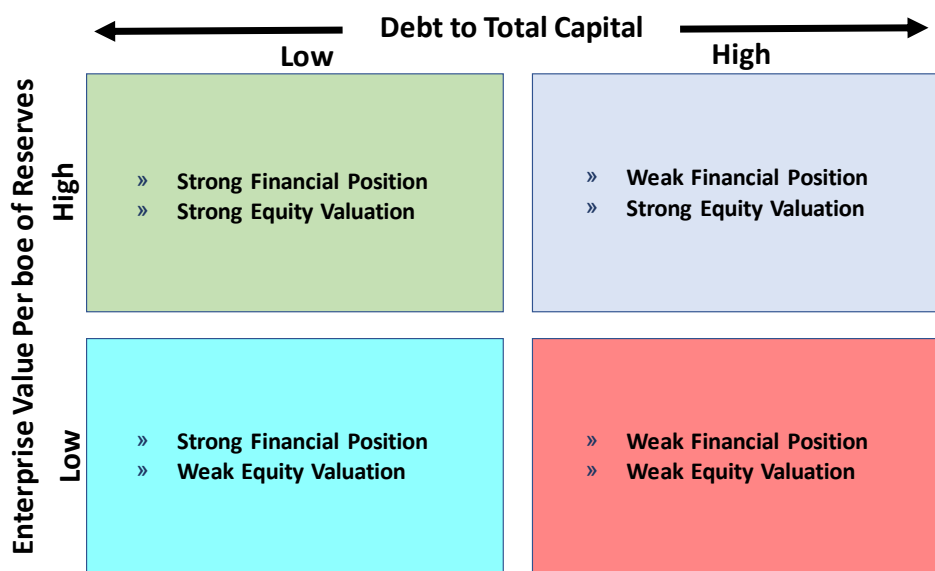 Debt to Total Capital
Low
High
Enterprise Value Per boe of Reserves
High
» Strong Financial Position
» Strong Equity Valuation
» Weak Financial Position
» Strong Equity Valuation
Low
» Strong Financial Position
» Weak Equity Valuation
» Weak Financial Position
» Weak Equity Valuation